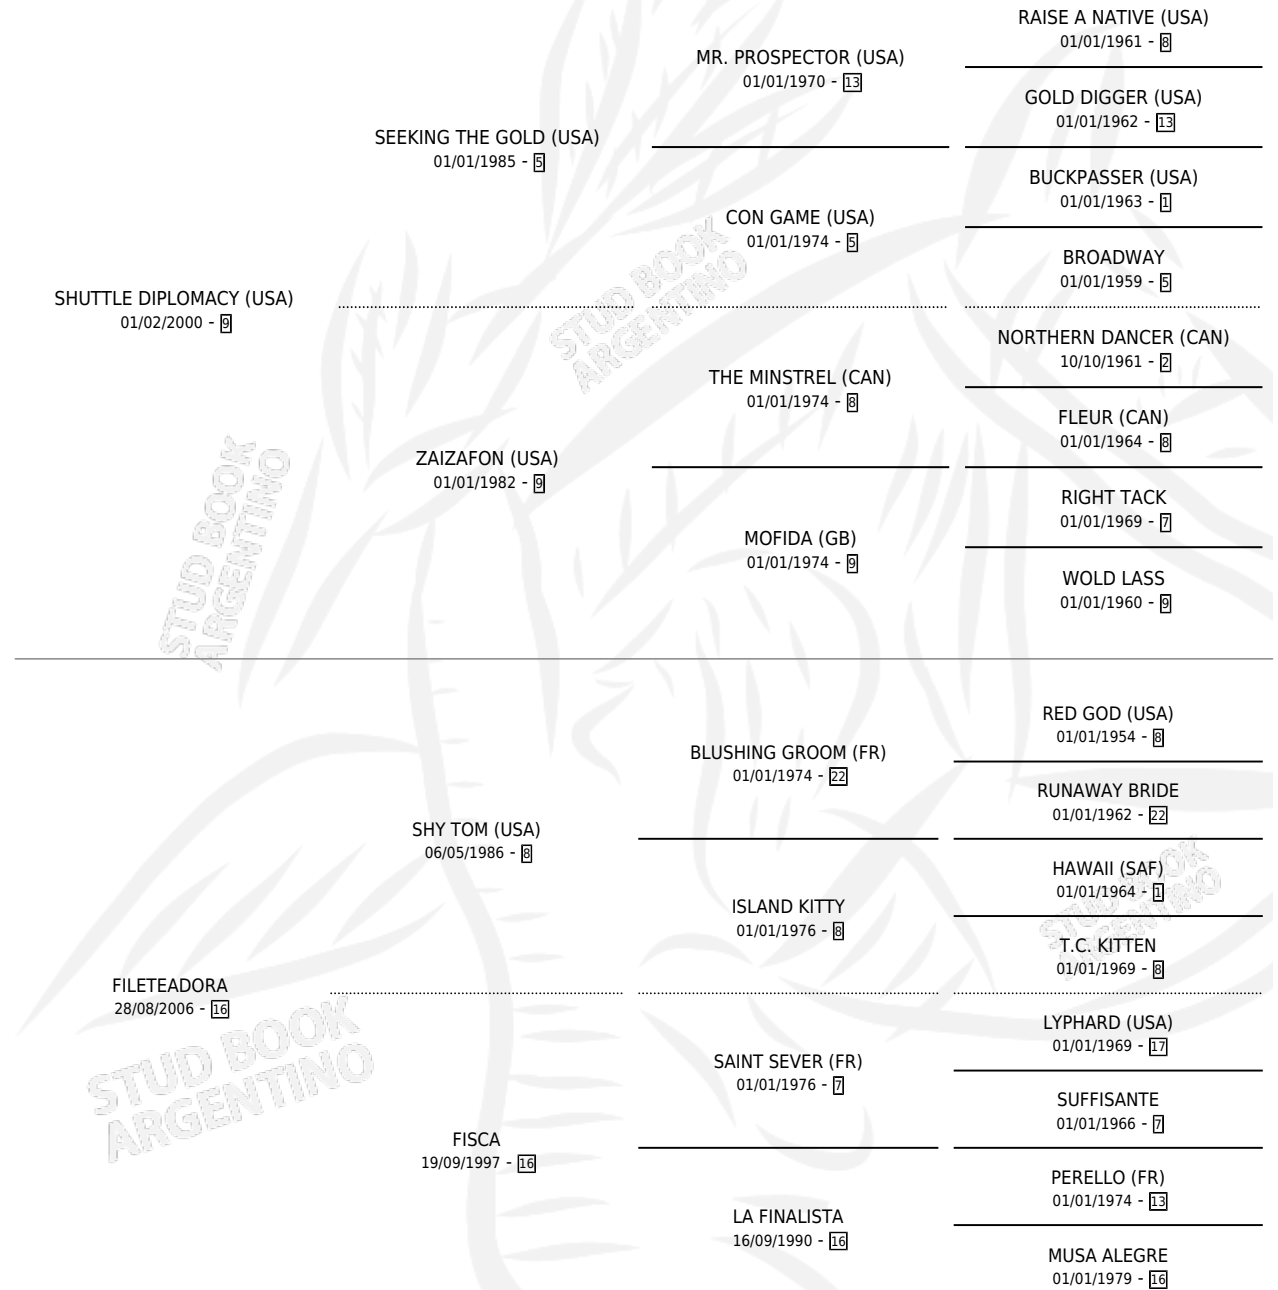 RAISE A NATIVE (USA)
01/01/1961 - 8
MR. PROSPECTOR (USA)
01/01/1970 - 13
GOLD DIGGER (USA)
01/01/1962 - 13
SEEKING THE GOLD (USA)
01/01/1985 - 5
BUCKPASSER (USA)
01/01/1963 - 1
CON GAME (USA)
01/01/1974 - 5
BROADWAY
01/01/1959 - 5
SHUTTLE DIPLOMACY (USA)
01/02/2000 - 9
NORTHERN DANCER (CAN)
10/10/1961 - 2
THE MINSTREL (CAN)
01/01/1974 - 8
FLEUR (CAN)
01/01/1964 - 8
ZAIZAFON (USA)
01/01/1982 - 9
RIGHT TACK
01/01/1969 - 7
MOFIDA (GB)
01/01/1974 - 9
WOLD LASS
01/01/1960 - 9
STUD BOOK
ARGENTINO
STUD BOOK
ARGENTINO
RED GOD (USA)
01/01/1954 - 8
BLUSHING GROOM (FR)
01/01/1974 - 22
RUNAWAY BRIDE
01/01/1962 - 22
SHY TOM (USA)
06/05/1986 - 8
HAWAII (SAF)
01/01/1964 - 1
ISLAND KITTY
01/01/1976 - 8
T.C. KITTEN
01/01/1969 - 8
FILETEADORA
28/08/2006 - 16
LYPHARD (USA)
01/01/1969 - 17
SAINT SEVER (FR)
01/01/1976 - 7
SUFFISANTE
01/01/1966 - 7
FISCA
19/09/1997 - 16
PERELLO (FR)
01/01/1974 - 13
LA FINALISTA
16/09/1990 - 16
MUSA ALEGRE
01/01/1979 - 16
STUD BOOK
ARGENTINO
STUD BOOK
ARGENTINO